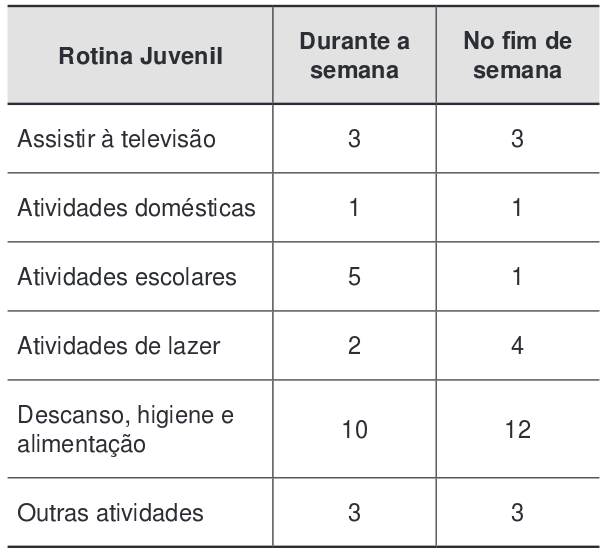 Rotina Juvenil Durante a semana No fim de semana
Assistir à televisão 3 3
Atividades domésticas 1 1
Atividades escolares 5 1
Atividades de lazer 2 4
Descanso, higiene e alimentação 10 12
Outras atividades 3 3